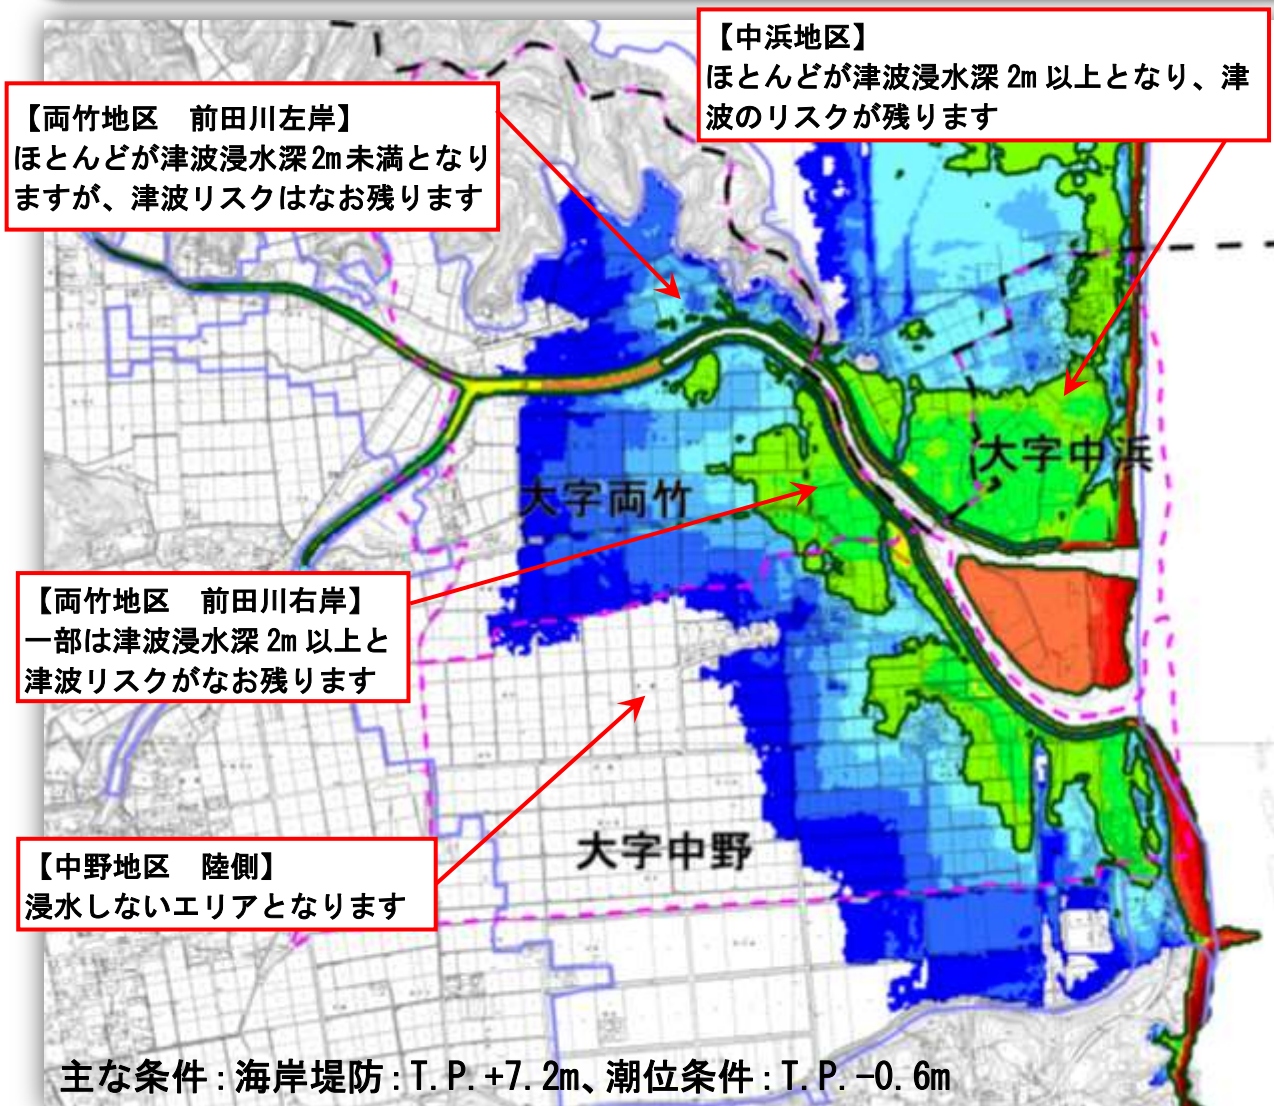 【中浜地区】
ほとんどが津波浸水深 2m 以上となり、津
波のリスクが残ります
【両竹地区　前田川左岸】
ほとんどが津波浸水深 2m 未満となり
ますが、津波リスクはなお残ります
大字中浜
大字両竹
【両竹地区　前田川右岸】
一部は津波浸水深 2m 以上と
津波リスクがなお残ります
大字中野
【中野地区　陸側】
浸水しないエリアとなります
主な条件:海岸堤防:T.P.+7.2m、潮位条件:T.P.-0.6m